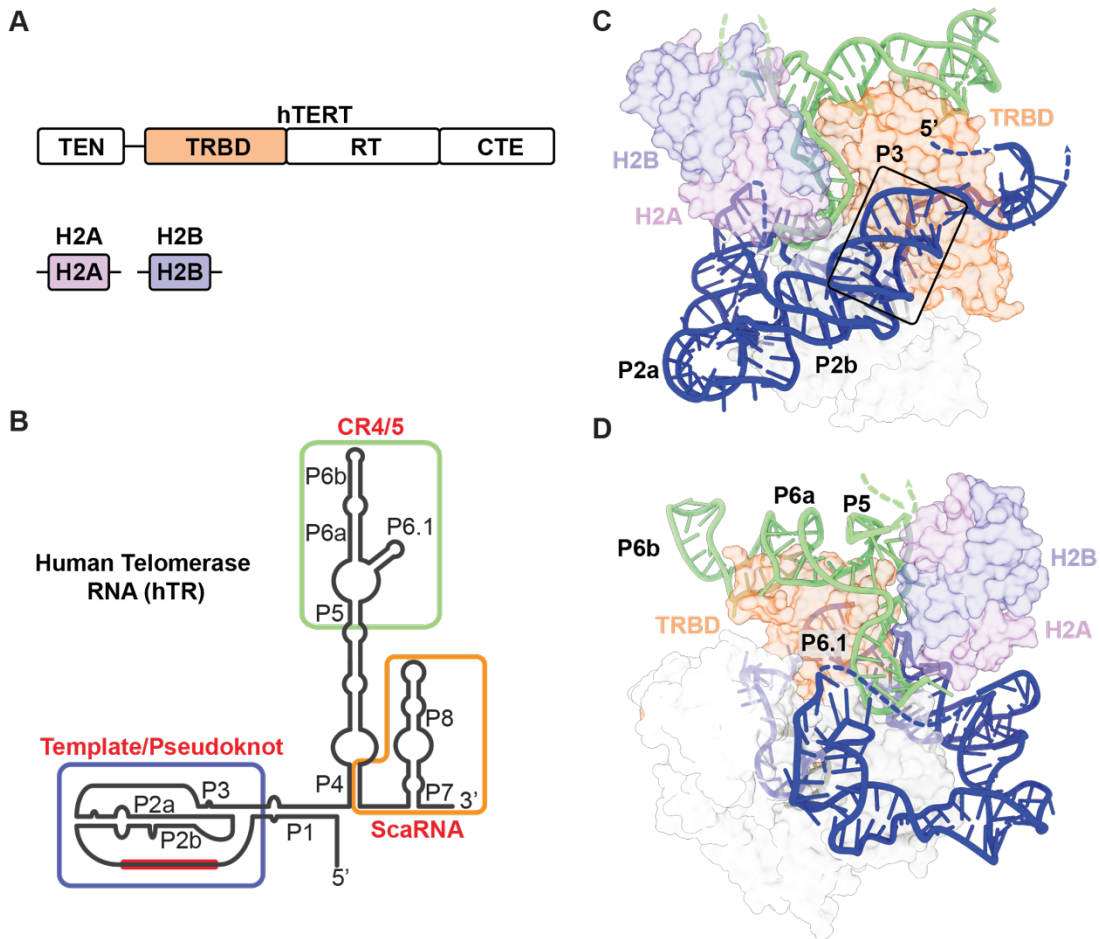 A
hTERT
TEN
TRBD
RT
CTE
H2A
H2B
H2A
H2B
B
CR4/5
P6b
P6a
P6.1
Human Telomerase
RNA (hTR)
P5
P8
Template/Pseudoknot
P3
P4
P7
3’
P2a
P2b
P1
ScaRNA
5’
C
TRBD
5’
H2B
P3
H2A
P2a
P2b
D
P6a
P5
P6b
H2B
TRBD
H2A
P6.1